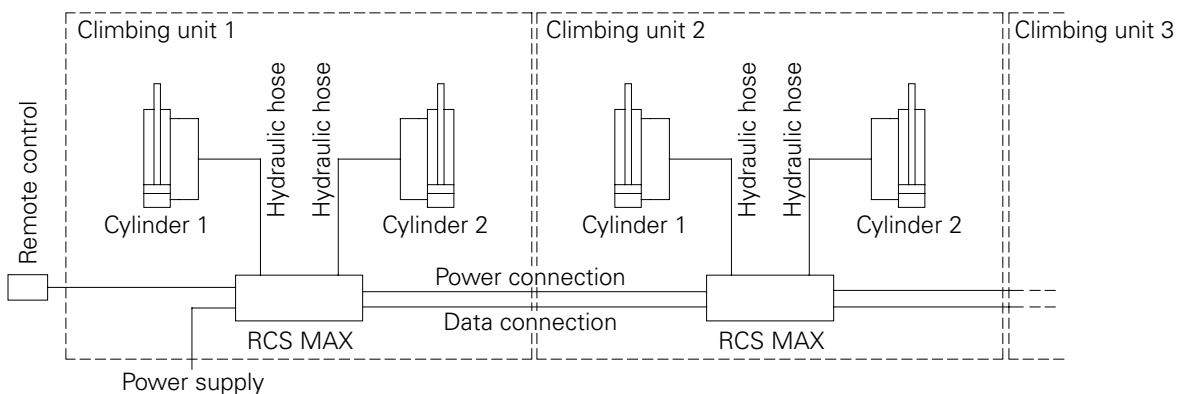 Climbing unit 1
Climbing unit 2
Climbing unit 3
Remote control
Hydraulic hose
Hydraulic hose
Hydraulic hose
Hydraulic hose
Cylinder 1
Cylinder 2
Cylinder 1
Cylinder 2
Power connection
Data connection
RCS MAX
RCS MAX
Power supply